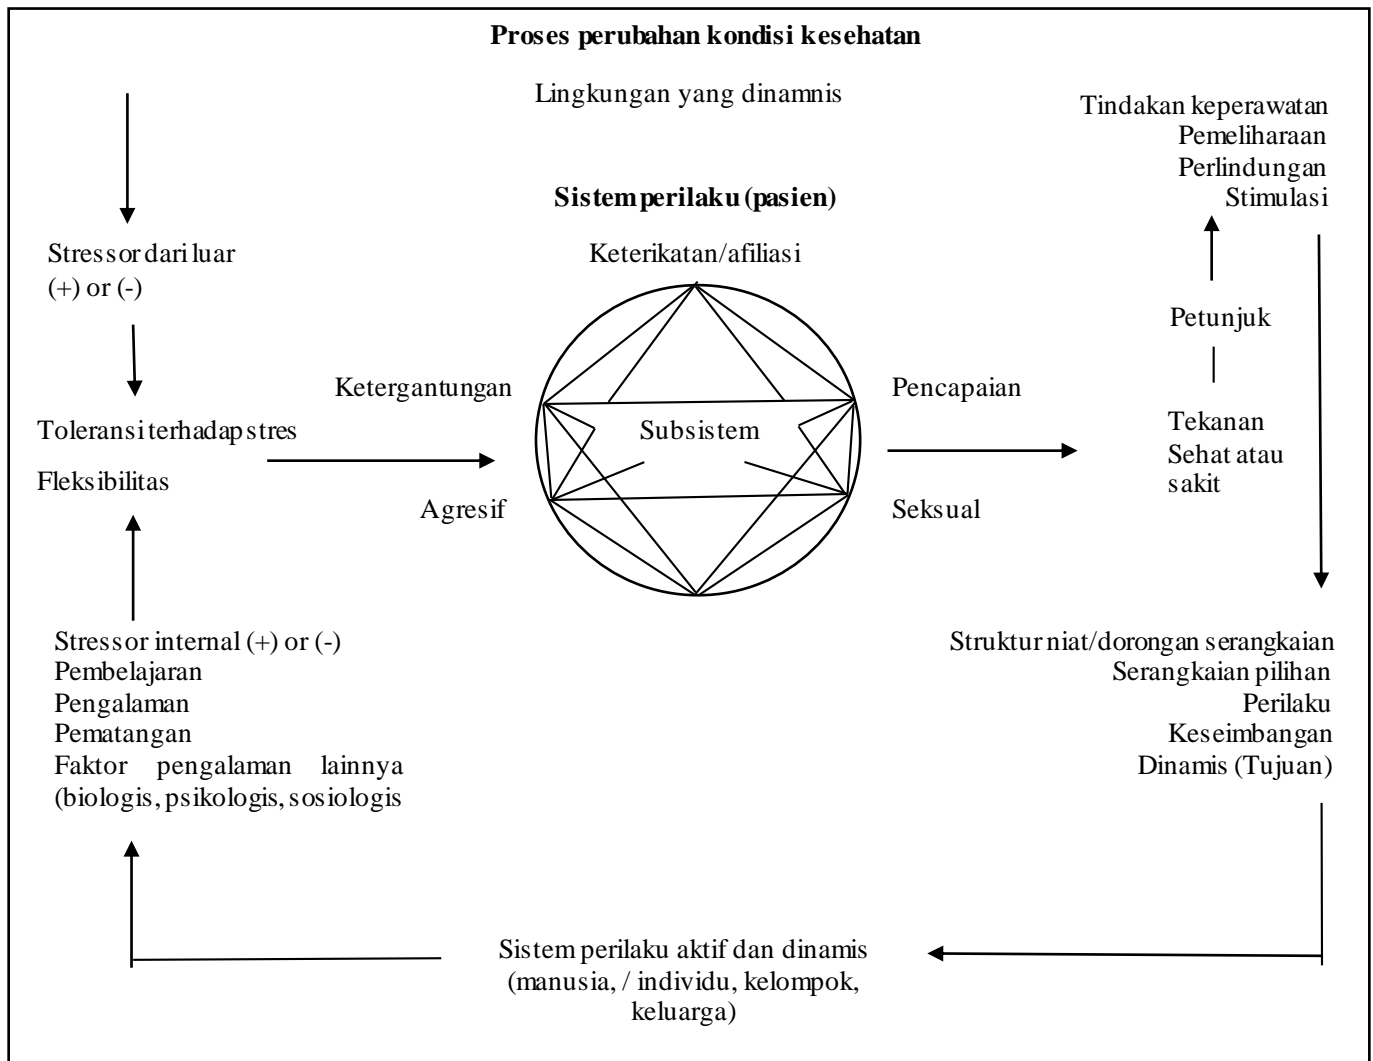 Proses perubahan kondisi kesehatan
Lingkungan yang dinamnis
Tindakan keperawatan
Pemeliharaan
Perlindungan
Stimulasi
Sistem perilaku (pasien)
Stressor dari luar
(+) or (-)
Keterikatan/afiliasi
Petunjuk
Ketergantungan
Pencapaian
Toleransi terhadap stres
Subsistem
Tekanan
Sehat atau
sakit
Fleksibilitas
Agresif
Seksual
Stressor internal (+) or (-)
Pembelajaran
Pengalaman
Pematangan
Faktor pengalaman lainnya
(biologis, psikologis, sosiologis
Struktur niat/dorongan serangkaian
Serangkaian pilihan
Perilaku
Keseimbangan
Dinamis (Tujuan)
Sistem perilaku aktif dan dinamis
(manusia, / individu, kelompok,
keluarga)